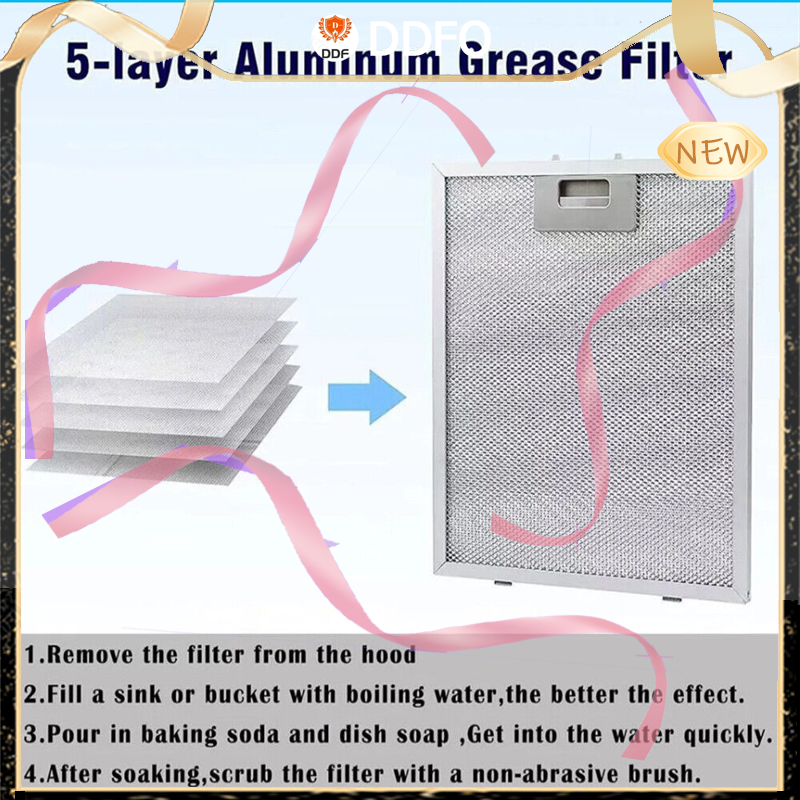 DDFQ
DDF
5-layer Aluminum Grease Filter
NEW
1.Remove the filter from the hood
2.Fill a sink or bucket with boiling water,the better the effect.
3.Pour in baking soda and dish soap ,Get into the water quickly.
4.After soaking,scrub the filter with a non-abrasive brush.